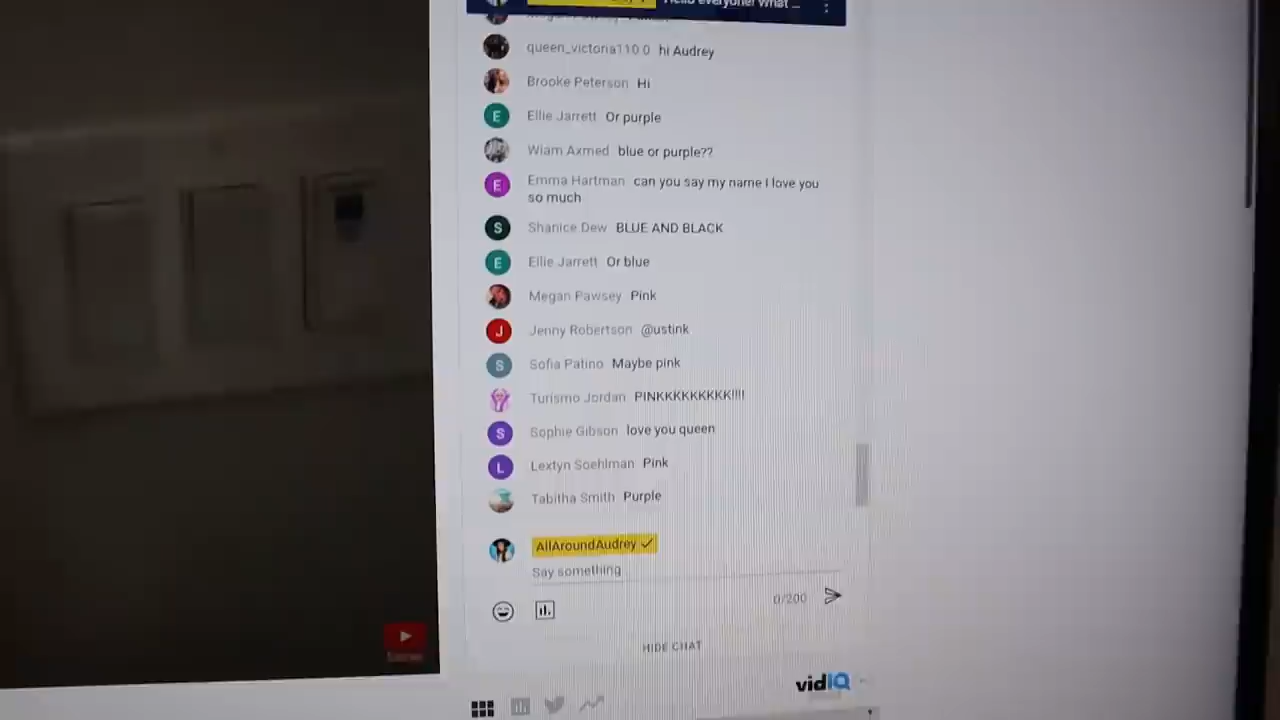 Hello everyone! What ...
queen_victoria110 0 hi Audrey
Brooke Peterson Hi
E Ellie Jarrett Or purple
Wiam Axmed blue or purple??
E Emma Hartman can you say my name I love you
so much
S Shanice Dew BLUE AND BLACK
E Ellie Jarrett Or blue
Megan Pawsey Pink
J Jenny Robertson @ustink
S Sofia Patino Maybe pink
Turismo Jordan PINKKKKKKKKK!!!!
S Sophie Gibson love you queen
L Lextyn Soehlman Pink
Tabitha Smith Purple
AllAroundAudrey ✓
Say something
0/200
HIDE CHAT
vidIQ